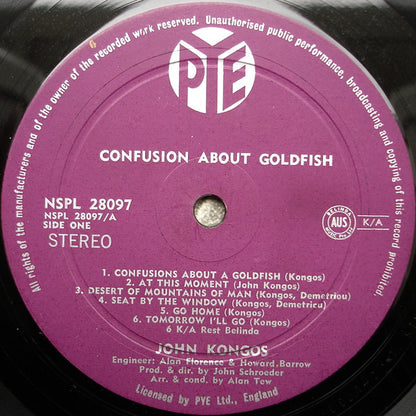 All rights of the manufacturers and of the owner of the recorded work reserved. Unauthorised public performance, broadcasting and copying of this record prohibited
PYE
CONFUSION ABOUT GOLDFISH
NSPL 28097
NSPL 28097/A
SIDE ONE
STEREO
BELINDA
AUS
K/A
1. CONFUSIONS ABOUT A GOLDFISH (Kongos)
2. AT THIS MOMENT (John Kongos)
3. DESERT OF MOUNTAINS OF MAN (Kongos, Demetriou)
4. SEAT BY THE WINDOW (Kongos, Demetriu)
5. GO HOME (Kongos)
6. TOMORROW I'LL GO (Kongos)
6 K/A Rest Belinda
JOHN KONGOS
Engineer: Alan Florence & Howard,Barrow
Prod. & dir. by John Schroeder
Arr. & cond. by Alan Tew
Licensed by PYE Ltd., England